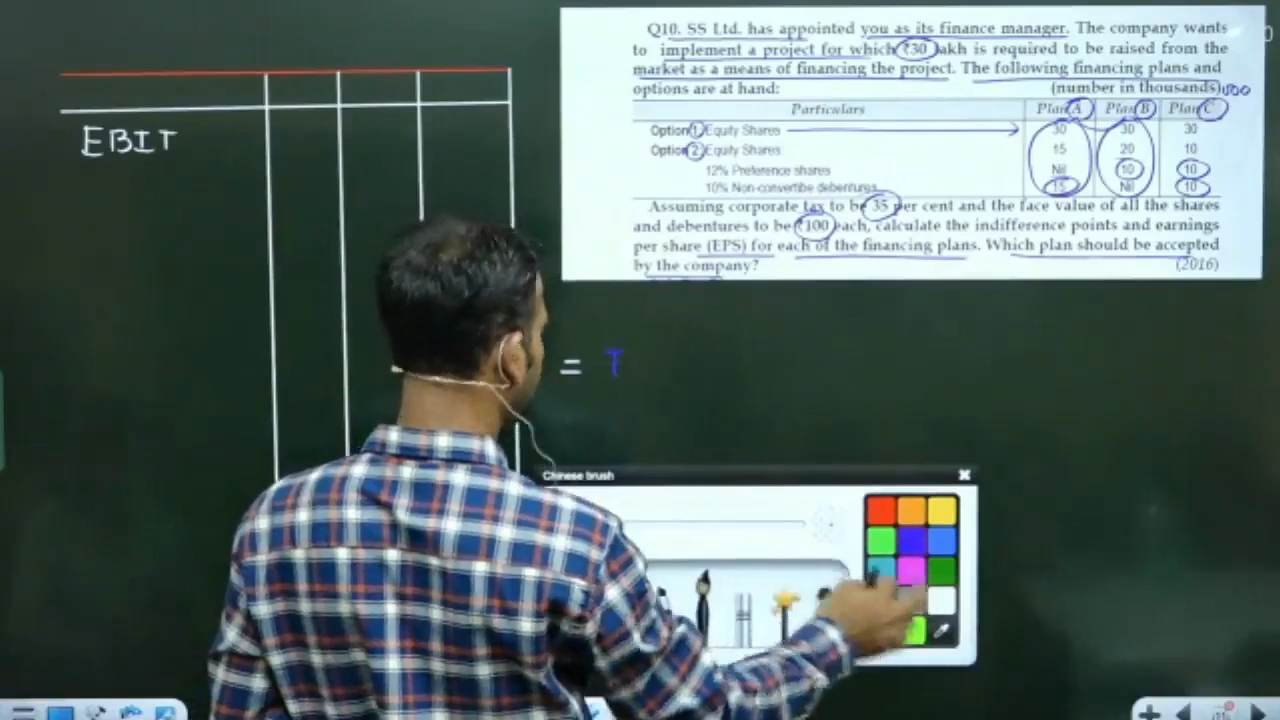 Q10. SS Ltd. has appointed you as its finance manager. The company wants
to implement a project for which ₹30 lakh is required to be raised from the
market as a means of financing the project. The following financing plans and
options are at hand: (number in thousands) 000
Particulars Plan A Plan B Plan C
Option 1 Equity Shares 30 30 30
Option 2 Equity Shares 15 20 10
12% Preference shares Nil 10 10
10% Non-convertibe debentures 15 Nil 10
Assuming corporate tax to be 35 per cent and the face value of all the shares
and debentures to be ₹100 each, calculate the indifference points and earnings
per share (EPS) for each of the financing plans. Which plan should be accepted
by the company? (2016)
EBIT
= T
Chinese brush